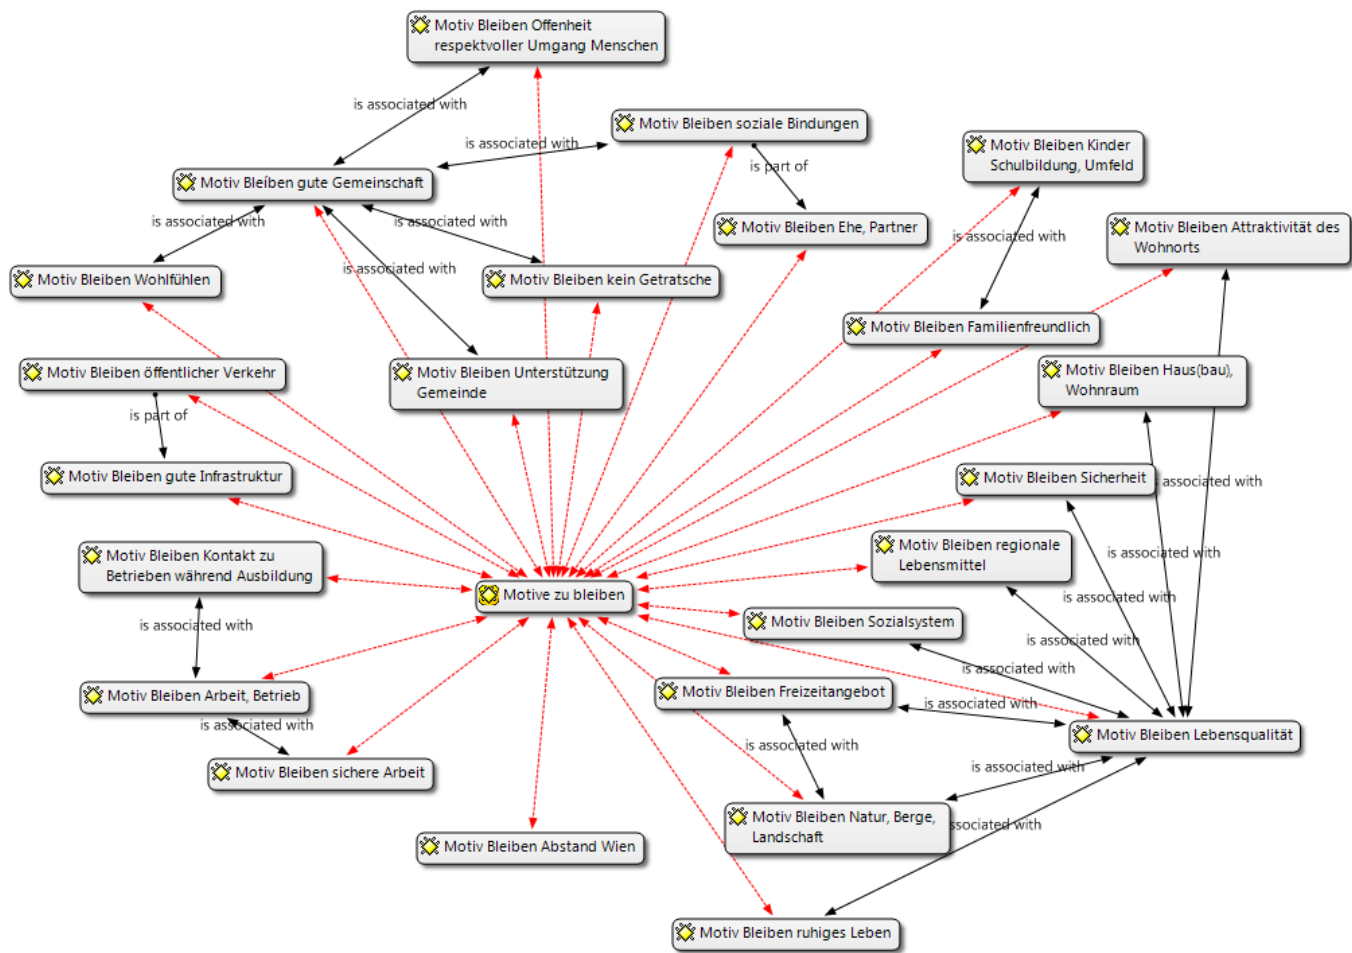 Motiv Bleiben Offenheit
respektvoller Umgang Menschen
is associated with
Motiv Bleiben soziale Bindungen
is associated with
is part of
Motiv Bleiben Kinder
Schulbildung, Umfeld
Motiv Bleiben gute Gemeinschaft
is associated with
is associated with
Motiv Bleiben Ehe, Partner
is associated with
Motiv Bleiben Attraktivität des
Wohnorts
is associated with
Motiv Bleiben Wohlfühlen
Motiv Bleiben kein Getratsche
Motiv Bleiben Familienfreundlich
Motiv Bleiben öffentlicher Verkehr
is part of
Motiv Bleiben Unterstützung
Gemeinde
Motiv Bleiben Haus(bau),
Wohnraum
Motiv Bleiben gute Infrastruktur
Motiv Bleiben Sicherheit
is associated with
Motiv Bleiben Kontakt zu
Betrieben während Ausbildung
Motiv Bleiben regionale
Lebensmittel
is associated with
Motive zu bleiben
Motiv Bleiben Sozialsystem
is associated with
is associated with
is associated with
Motiv Bleiben Arbeit, Betrieb
is associated with
Motiv Bleiben Freizeitangebot
is associated with
Motiv Bleiben Lebensqualität
is associated with
is associated with
Motiv Bleiben sichere Arbeit
Motiv Bleiben Natur, Berge,
Landschaft
associated with
Motiv Bleiben Abstand Wien
Motiv Bleiben ruhiges Leben